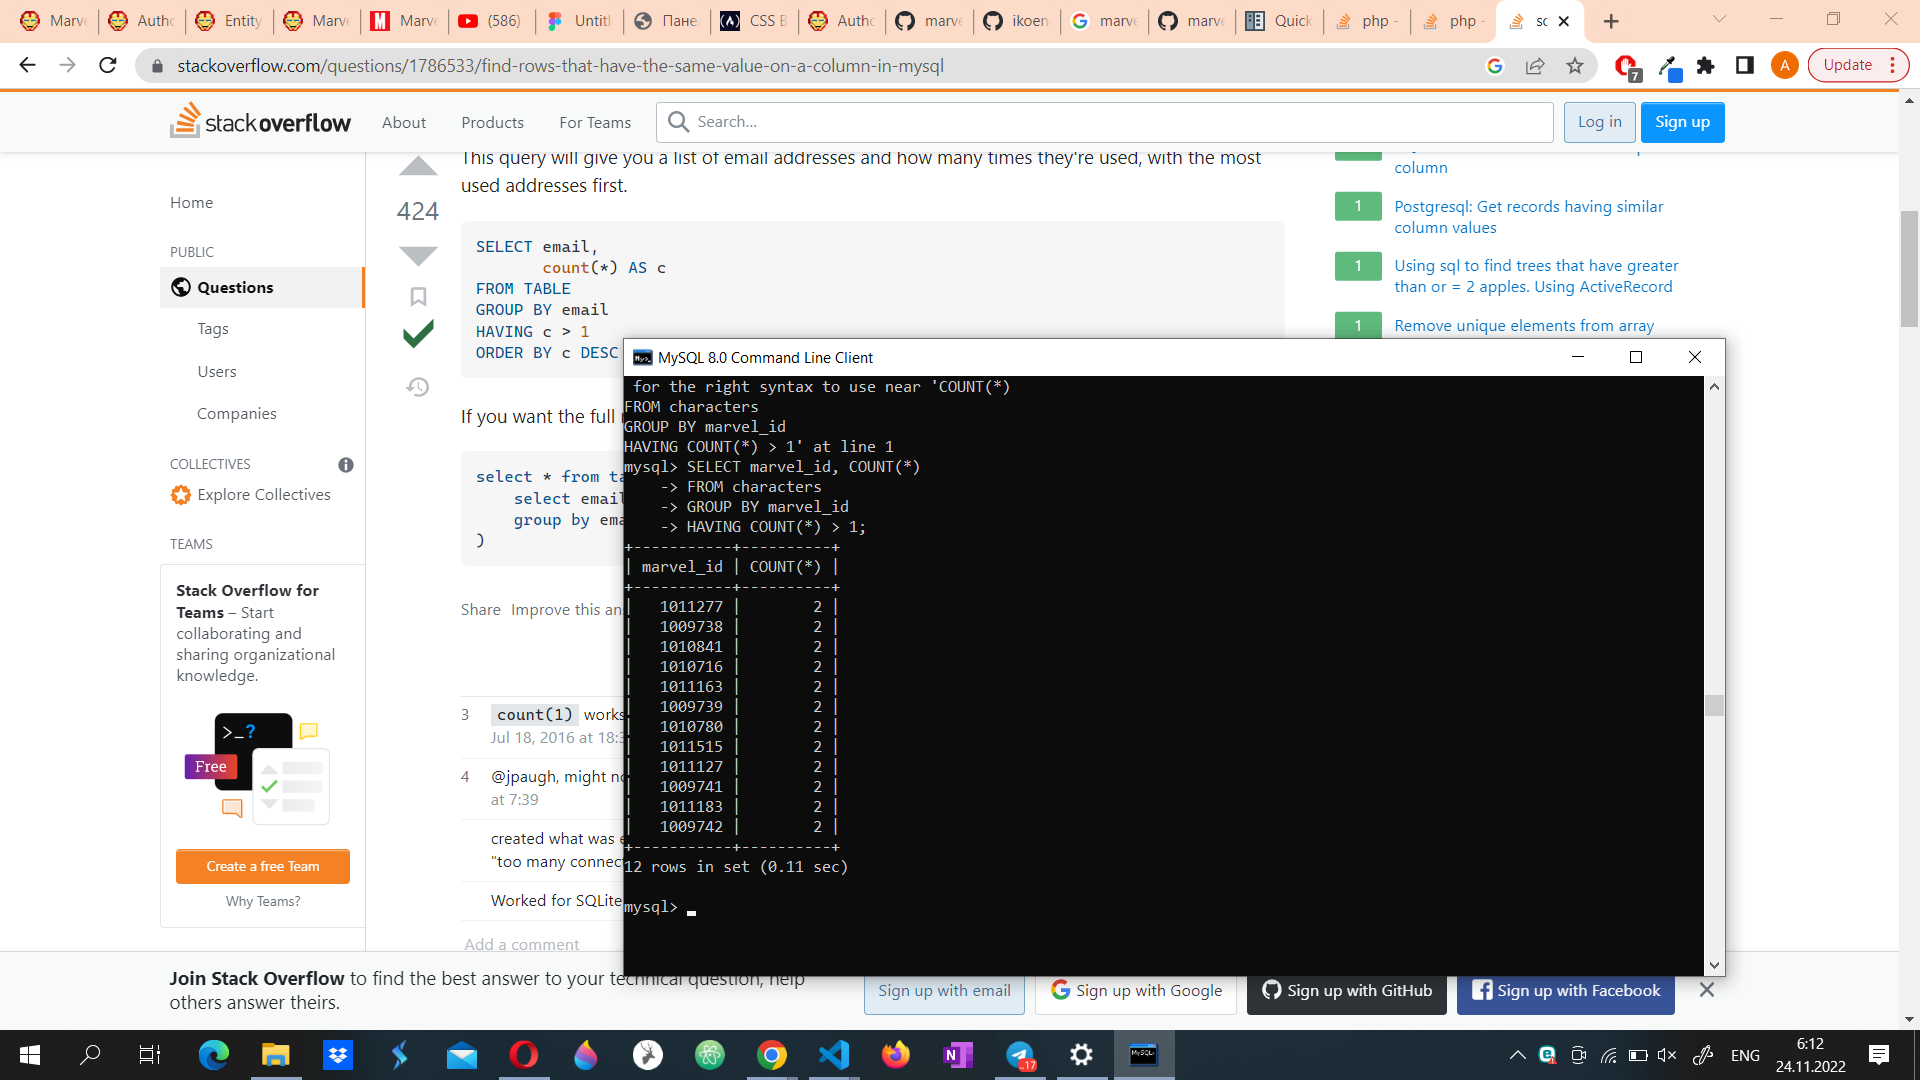 Marve
Autho
Entity
Marve
Marve
(586)
Untitl
Пане.
CSS B
Autho
marve
ikoen
marve
marve
Quick
php -
php -
sq
stackoverflow.com/questions/1786533/find-rows-that-have-the-same-value-on-a-column-in-mysql
7
A
Update
stackoverflow
About
Products
For Teams
Search...
Log in
Sign up
Home
PUBLIC
Questions
Tags
Users
Companies
COLLECTIVES
Explore Collectives
TEAMS
Stack Overflow for
Teams – Start
collaborating and
sharing organizational
knowledge.
>_?
Free
Create a free Team
Why Teams?
424
This query will give you a list of email addresses and how many times they're used, with the most
used addresses first.
SELECT email,
count(*) AS c
FROM TABLE
GROUP BY email
HAVING c > 1
ORDER BY c DESC
If you want the full
select * from ta
select email
group by ema
)
Share Improve this an
3 count(1) works
Jul 18, 2016 at 18:3
4 @jpaugh, might no
at 7:39
created what was e
"too many connec
Worked for SQLite
Add a comment
column
1 Postgresql: Get records having similar
column values
1 Using sql to find trees that have greater
than or = 2 apples. Using ActiveRecord
1 Remove unique elements from array
MySQL 8.0 Command Line Client
for the right syntax to use near 'COUNT(*)
FROM characters
GROUP BY marvel_id
HAVING COUNT(*) > 1' at line 1
mysql> SELECT marvel_id, COUNT(*)
-> FROM characters
-> GROUP BY marvel_id
-> HAVING COUNT(*) > 1;
+-----------+----------+
| marvel_id | COUNT(*) |
+-----------+----------+
| 1011277 | 2 |
| 1009738 | 2 |
| 1010841 | 2 |
| 1010716 | 2 |
| 1011163 | 2 |
| 1009739 | 2 |
| 1010780 | 2 |
| 1011515 | 2 |
| 1011127 | 2 |
| 1009741 | 2 |
| 1011183 | 2 |
| 1009742 | 2 |
+-----------+----------+
12 rows in set (0.11 sec)
mysql>
Join Stack Overflow to find the best answer to your technical question, help
others answer theirs.
Sign up with email
Sign up with Google
Sign up with GitHub
Sign up with Facebook
ENG
6:12
24.11.2022